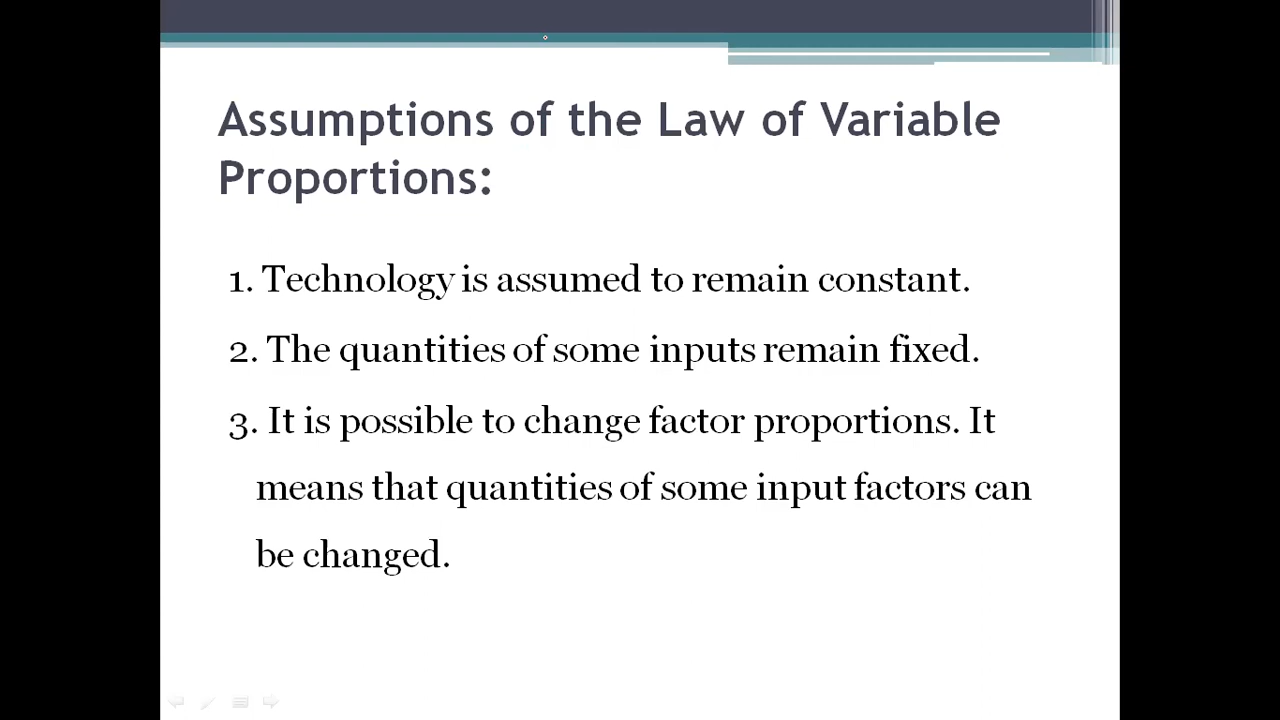 Assumptions of the Law of Variable
Proportions:
1. Technology is assumed to remain constant.
2. The quantities of some inputs remain fixed.
3. It is possible to change factor proportions. It
means that quantities of some input factors can
be changed.